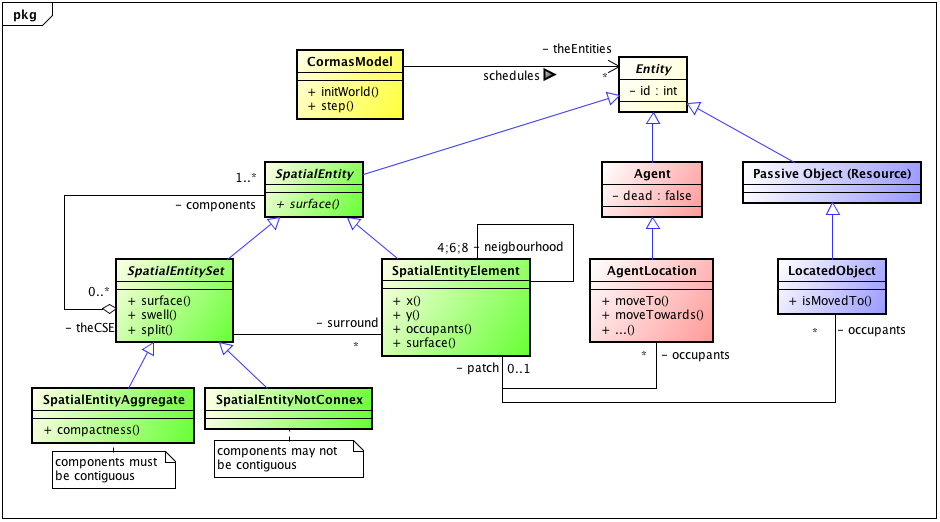 pkg
CormasModel
+ initWorld()
+ step()
- theEntities
schedules
*
Entity
- id : int
SpatialEntity
+ surface()
1..*
- components
Agent
- dead : false
Passive Object (Resource)
SpatialEntitySet
+ surface()
+ swell()
+ split()
0..*
- theCSE
4;6;8 - neigbourhood
SpatialEntityElement
+ x()
+ y()
+ occupants()
+ surface()
- surround
*
AgentLocation
+ moveTo()
+ moveTowards()
+ ...()
LocatedObject
+ isMovedTo()
* - occupants
* - occupants
- patch 0..1
SpatialEntityAggregate
+ compactness()
SpatialEntityNotConnex
components must
be contiguous
components may not
be contiguous